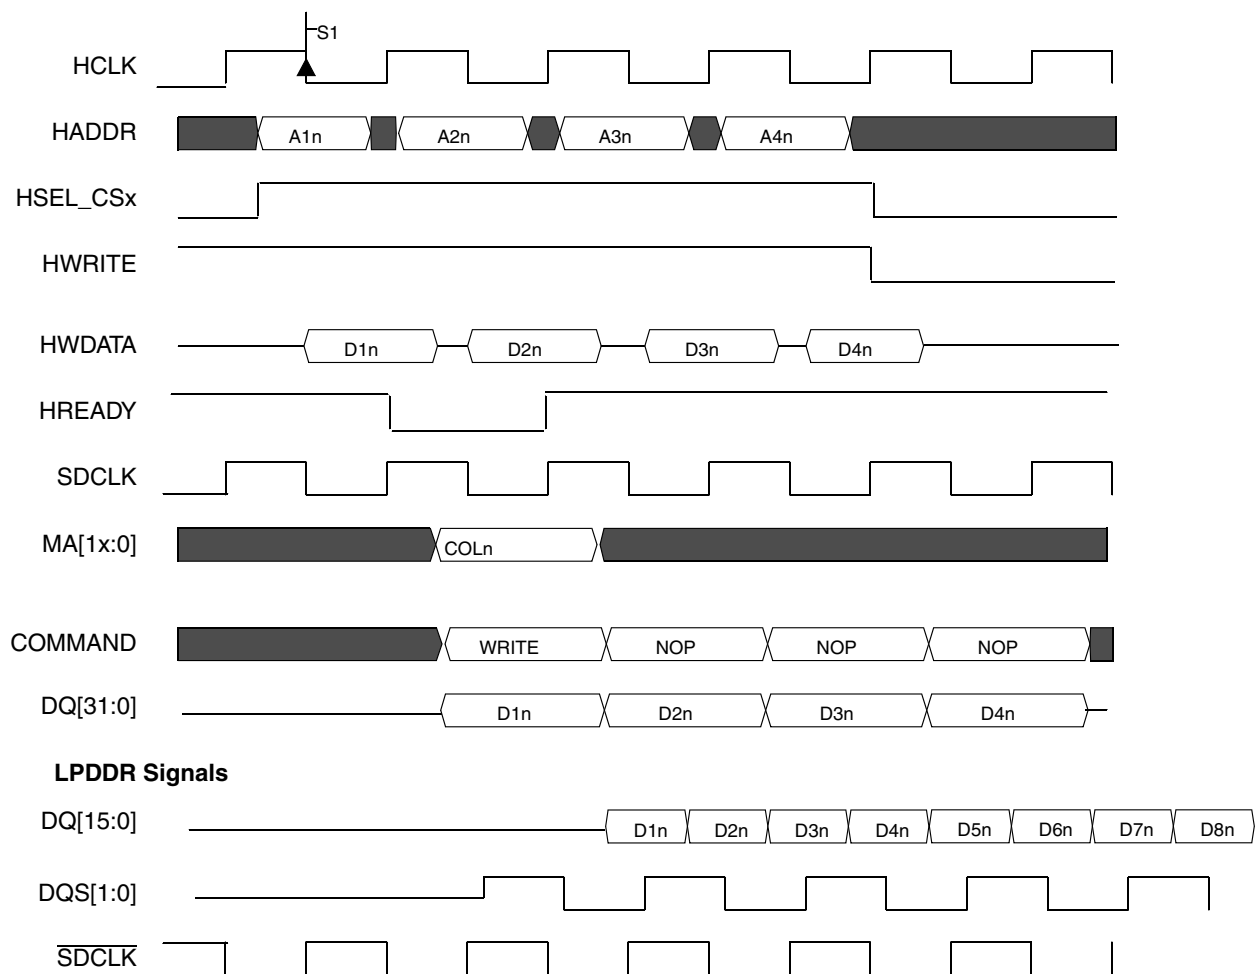 S1
HCLK
HADDR A1n A2n A3n A4n
HSEL_CSx
HWRITE
HWDATA D1n D2n D3n D4n
HREADY
SDCLK
MA[1x:0] COLn
COMMAND WRITE NOP NOP NOP
DQ[31:0] D1n D2n D3n D4n
LPDDR Signals
DQ[15:0] D1n D2n D3n D4n D5n D6n D7n D8n
DQS[1:0]
SDCLK